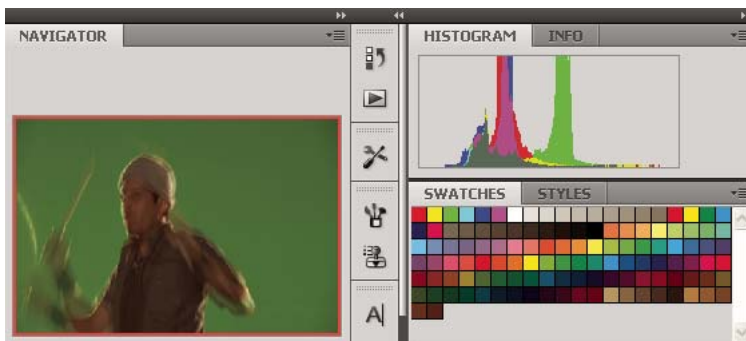 NAVIGATOR
HISTOGRAM
INFO
SWATCHES
STYLES
A